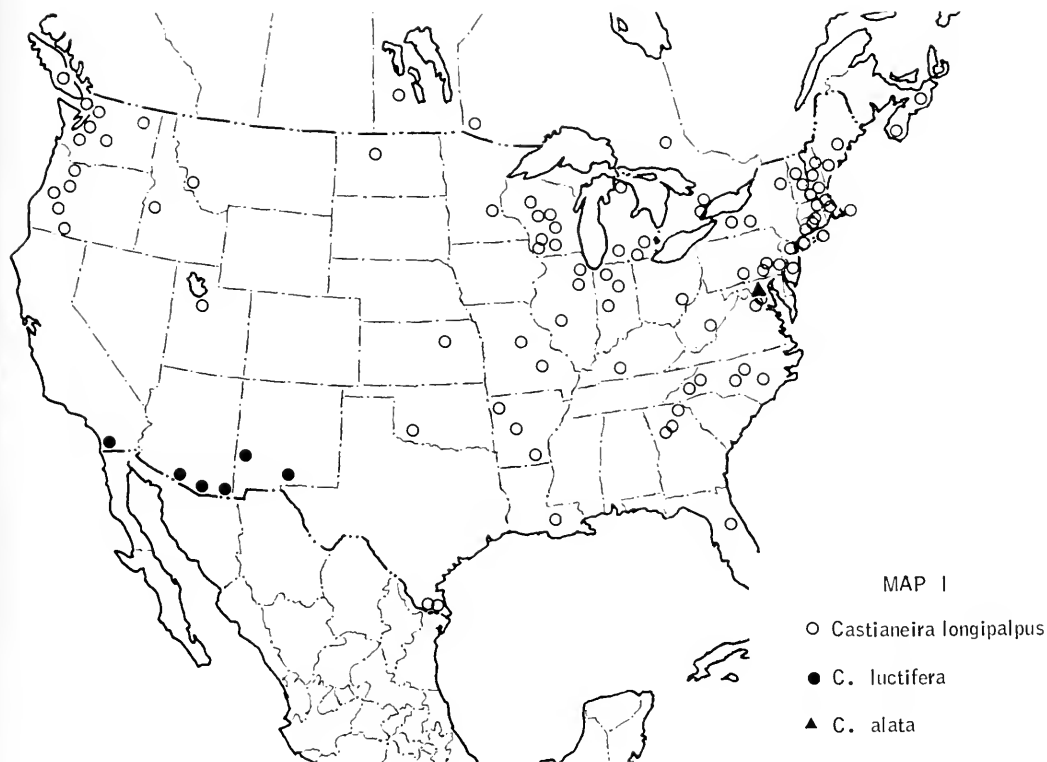 MAP I
○ Castianeira longipalpus
● C. luctifera
▲ C. alata